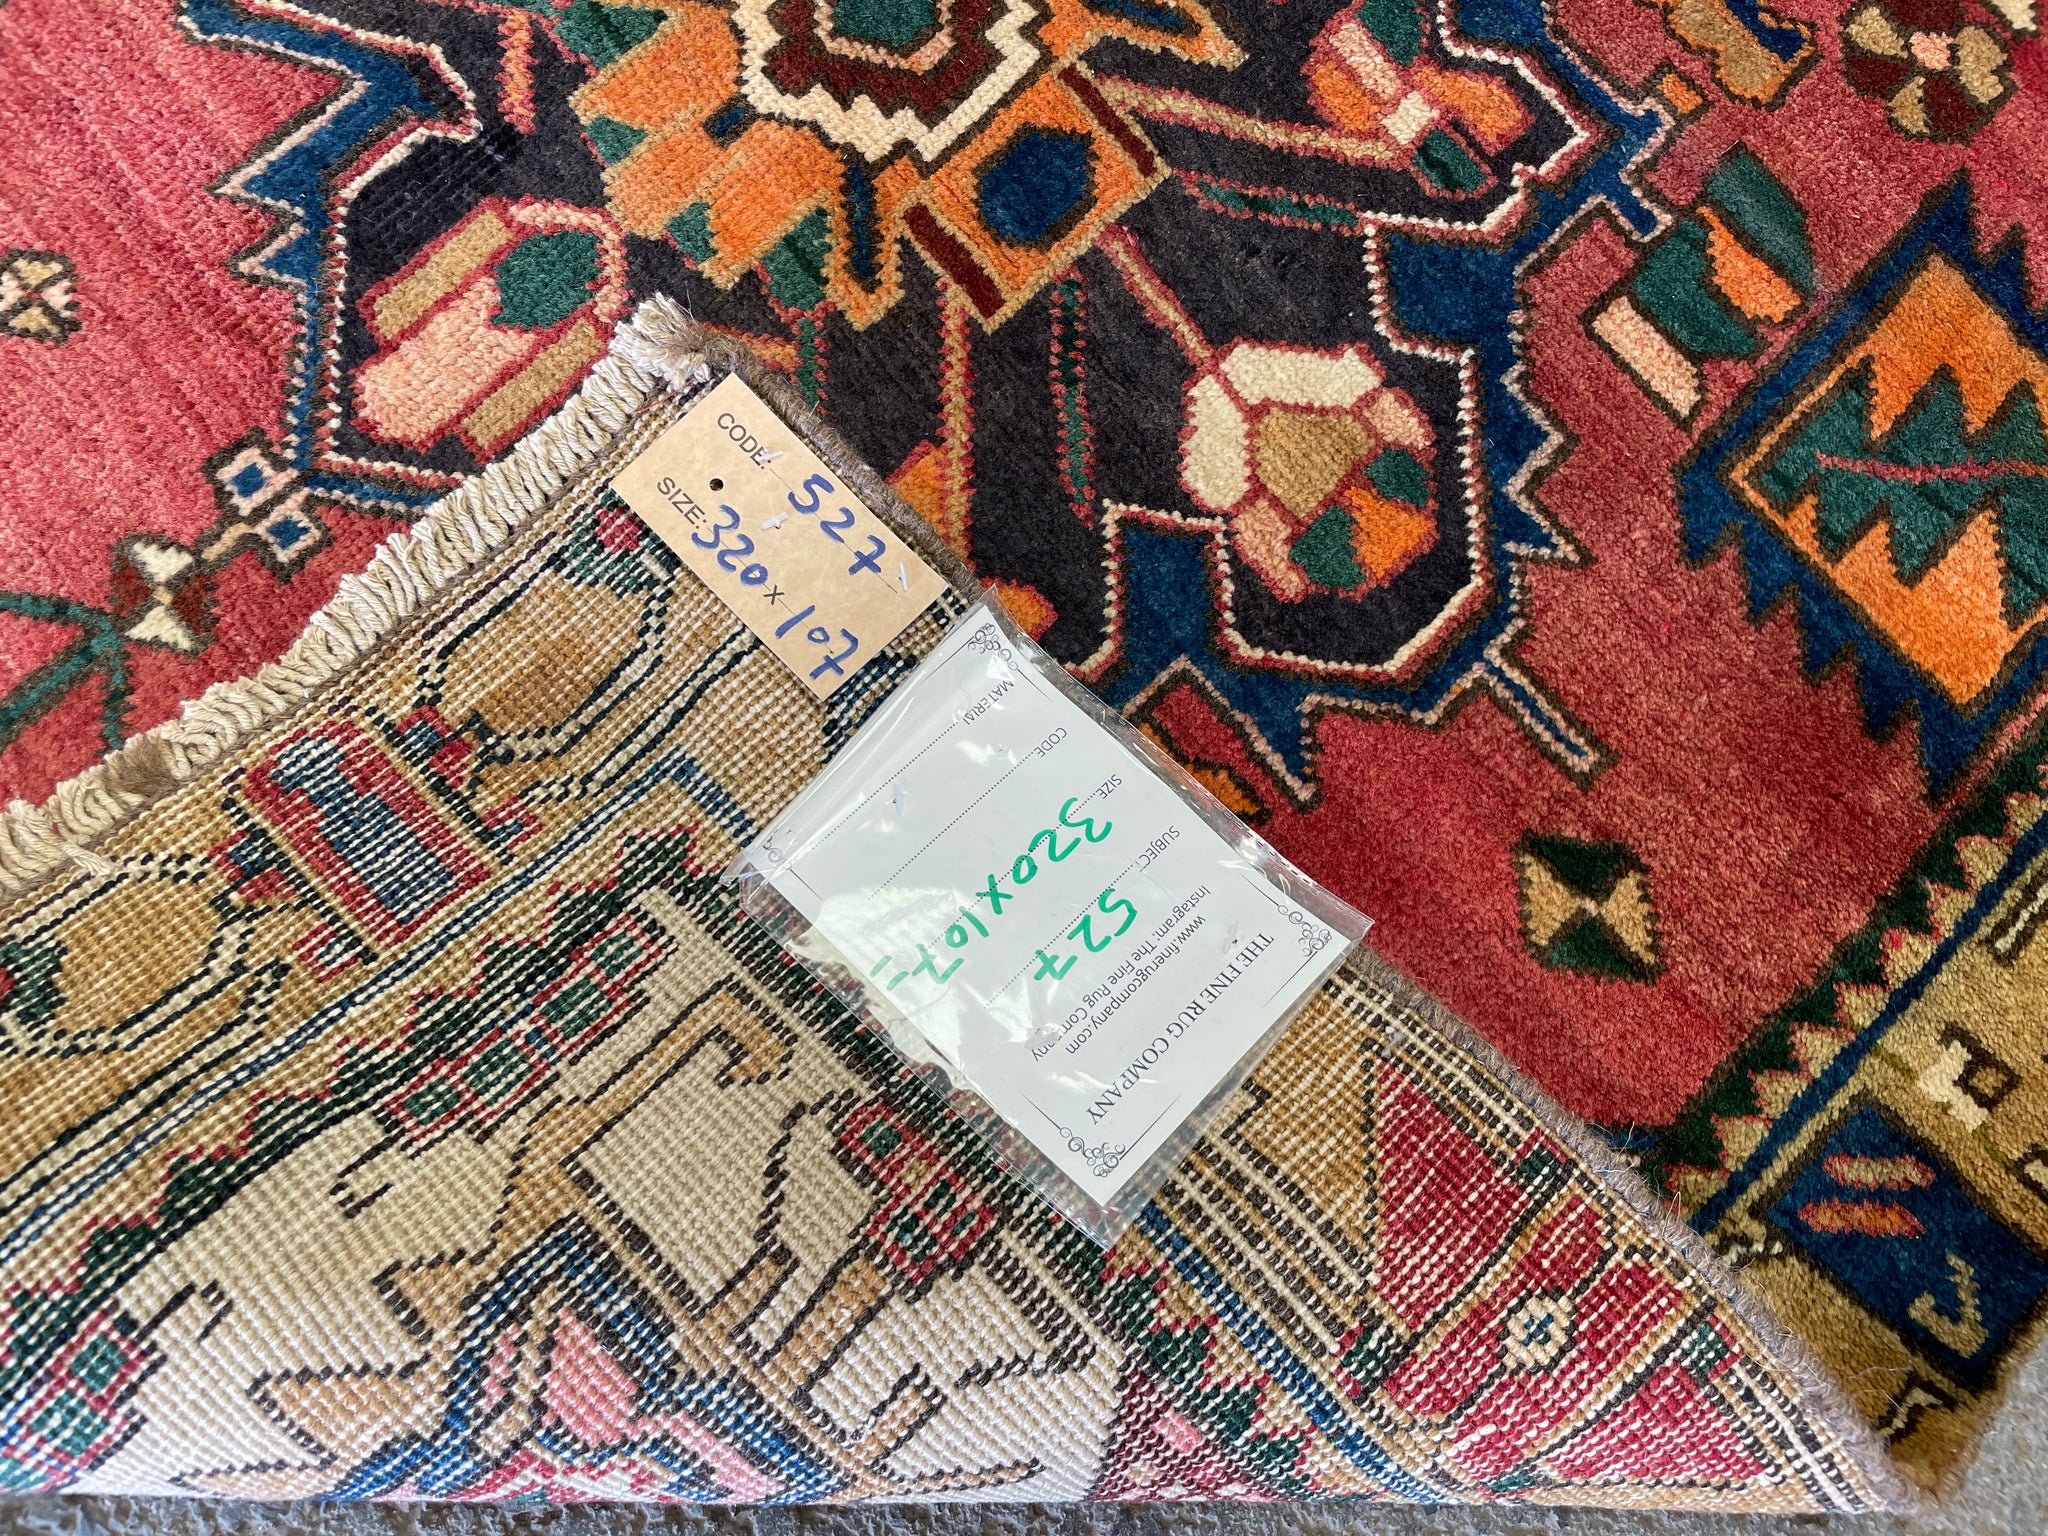 CODE: 527
SIZE: 320 x 107
THE FINE RUG COMPANY
www.finerugcompany.com
Instagram: The Fine Rug Company
SUBJECT 527
SIZE 320x107-
CODE
MATERIAL